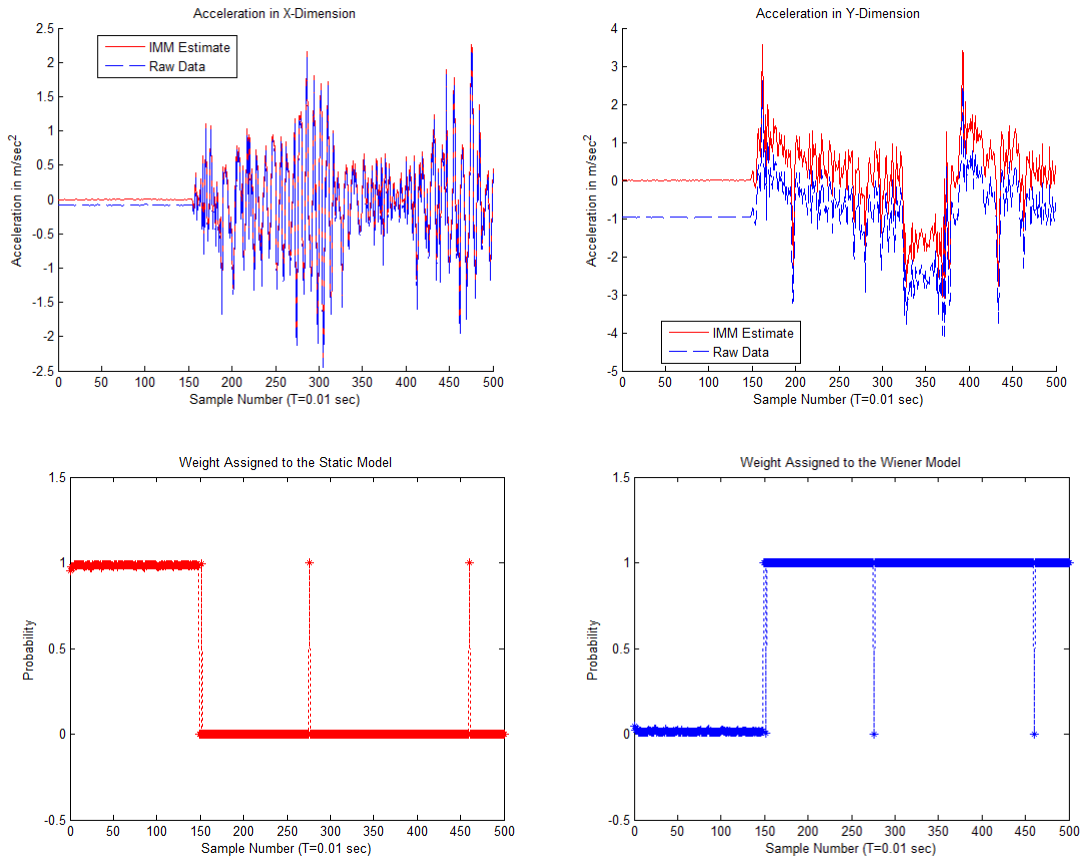 Acceleration in X-Dimension
2.5
2
1.5
1
0.5
0
-0.5
-1
-1.5
-2
-2.5
Acceleration in m/sec²
IMM Estimate
Raw Data
0 50 100 150 200 250 300 350 400 450 500
Sample Number (T=0.01 sec)
Acceleration in Y-Dimension
4
3
2
1
0
-1
-2
-3
-4
-5
Acceleration in m/sec²
IMM Estimate
Raw Data
0 50 100 150 200 250 300 350 400 450 500
Sample Number (T=0.01 sec)
Weight Assigned to the Static Model
1.5
1
0.5
0
-0.5
Probability
0 50 100 150 200 250 300 350 400 450 500
Sample Number (T=0.01 sec)
Weight Assigned to the Wiener Model
1.5
1
0.5
0
-0.5
Probability
0 50 100 150 200 250 300 350 400 450 500
Sample Number (T=0.01 sec)